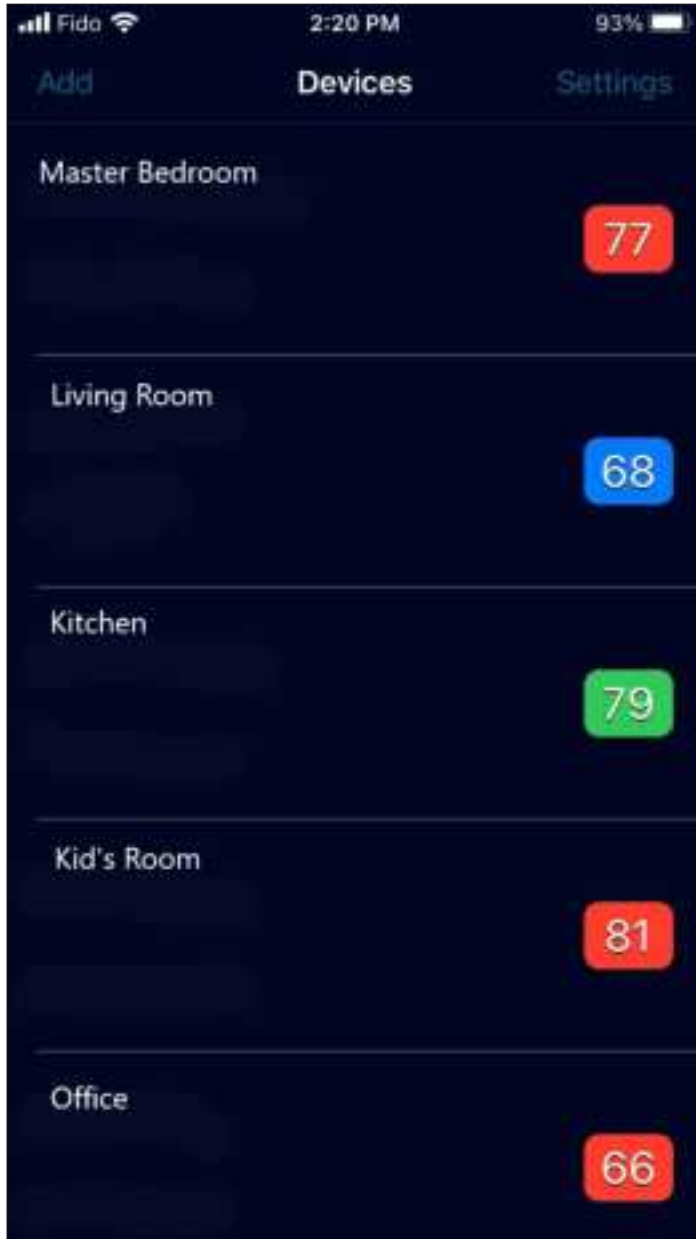 Fido 2:20 PM 93%
Add Devices Settings
Master Bedroom
77
Living Room
68
Kitchen
79
Kid's Room
81
Office
66